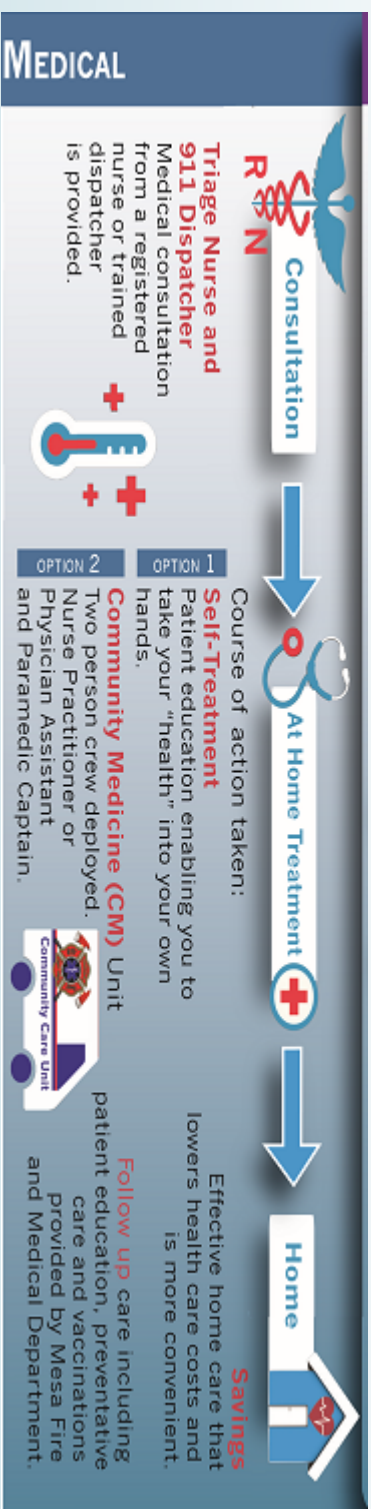 MEDICAL
Consultation
RN
Triage Nurse and
911 Dispatcher
Medical consultation
from a registered
nurse or trained
dispatcher
is provided.
At Home Treatment
Course of action taken:
OPTION 1
Self-Treatment
Patient education enabling you to
take your "health" into your own
hands.
OPTION 2
Community Medicine (CM) Unit
Two person crew deployed.
Nurse Practitioner or
Physician Assistant
and Paramedic Captain.
Community Care Unit
Home
Savings
Effective home care that
lowers health care costs and
is more convenient.
Follow up care including
patient education, preventative
care and vaccinations
provided by Mesa Fire
and Medical Department.